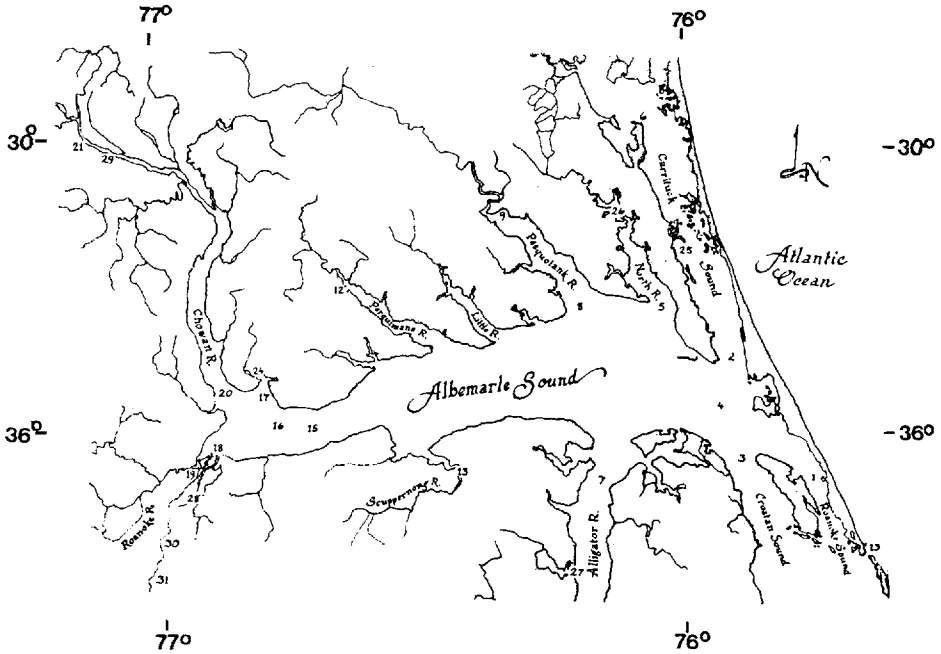 77°
76°
30°
30°
21
29
6
Currituck
Sound
26
9
Pasquotank R.
North R.
25
Atlantic
Ocean
12
Perquimans R.
Little R.
8
5
Chowan R.
2
24
20
17
Albemarle Sound
4
16
15
36°
36°
18
19
28
Roanoke R.
Scuppernong R.
23
7
3
1
Croatan Sound
Roanoke Sound
13
30
31
27
Alligator R.
77°
76°